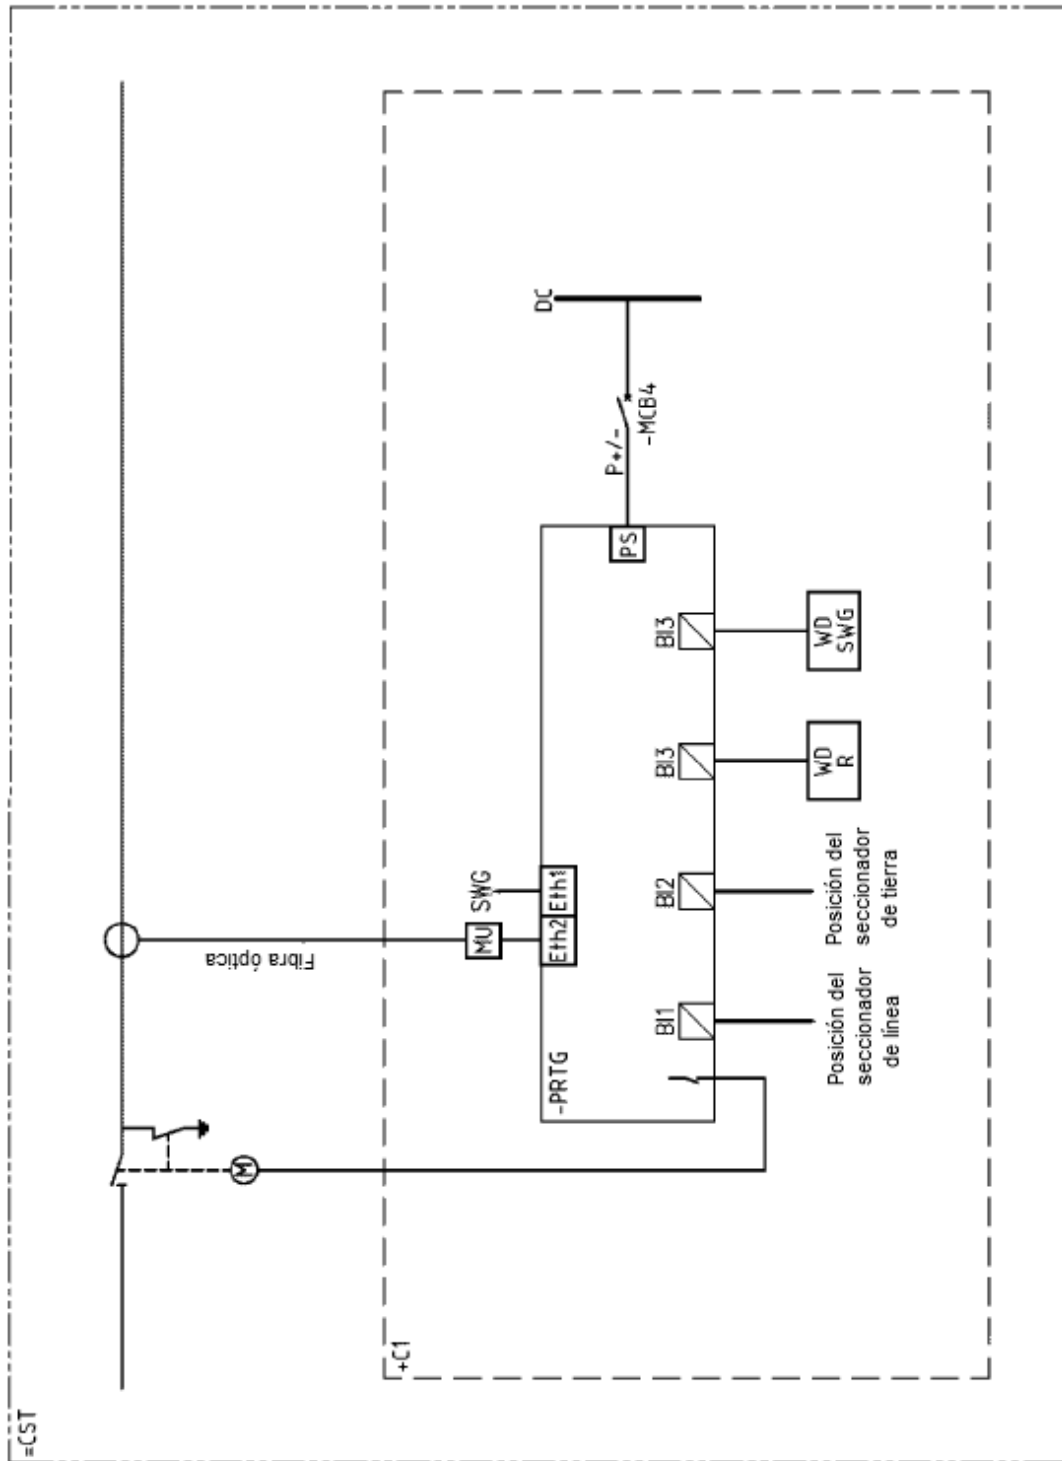 =CST
+C1
-PRTG
Fibra óptica
MU
SWG
Eth2
Eth1
PS
P+/-
-MCB4
DC
BI1
BI2
BI3
BI3
M
Posición del
seccionador
de línea
Posición del
seccionador
de tierra
WD
R
WD
SWG